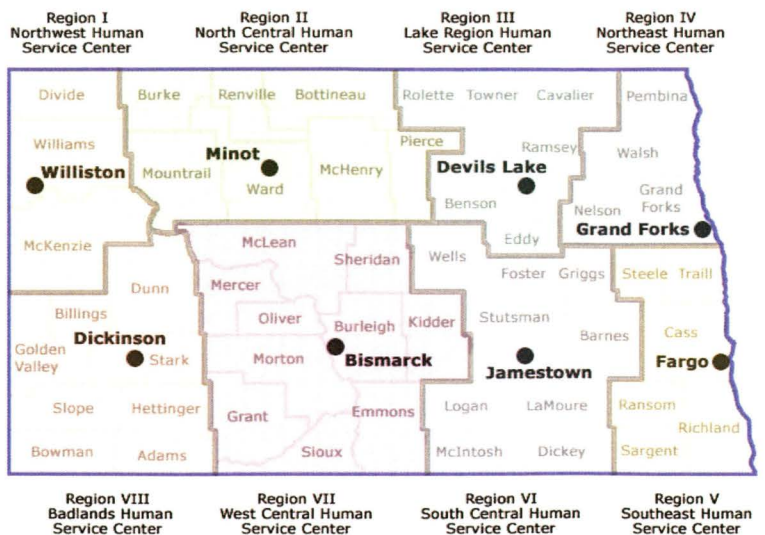 Region I
Northwest Human
Service Center
Region II
North Central Human
Service Center
Region III
Lake Region Human
Service Center
Region IV
Northeast Human
Service Center
Divide
Burke
Renville
Bottineau
Rolette
Towner
Cavalier
Pembina
Williams
Williston
Mountrail
Minot
Ward
McHenry
Pierce
Ramsey
Devils Lake
Benson
Eddy
Walsh
Grand
Forks
Nelson
Grand Forks
McKenzie
McLean
Sheridan
Wells
Foster
Griggs
Steele
Traill
Dunn
Mercer
Billings
Oliver
Burleigh
Kidder
Stutsman
Barnes
Cass
Dickinson
Golden
Valley
Stark
Morton
Bismarck
Jamestown
Fargo
Slope
Hettinger
Grant
Emmons
Logan
LaMoure
Ransom
Richland
Bowman
Adams
Sioux
McIntosh
Dickey
Sargent
Region VIII
Badlands Human
Service Center
Region VII
West Central Human
Service Center
Region VI
South Central Human
Service Center
Region V
Southeast Human
Service Center